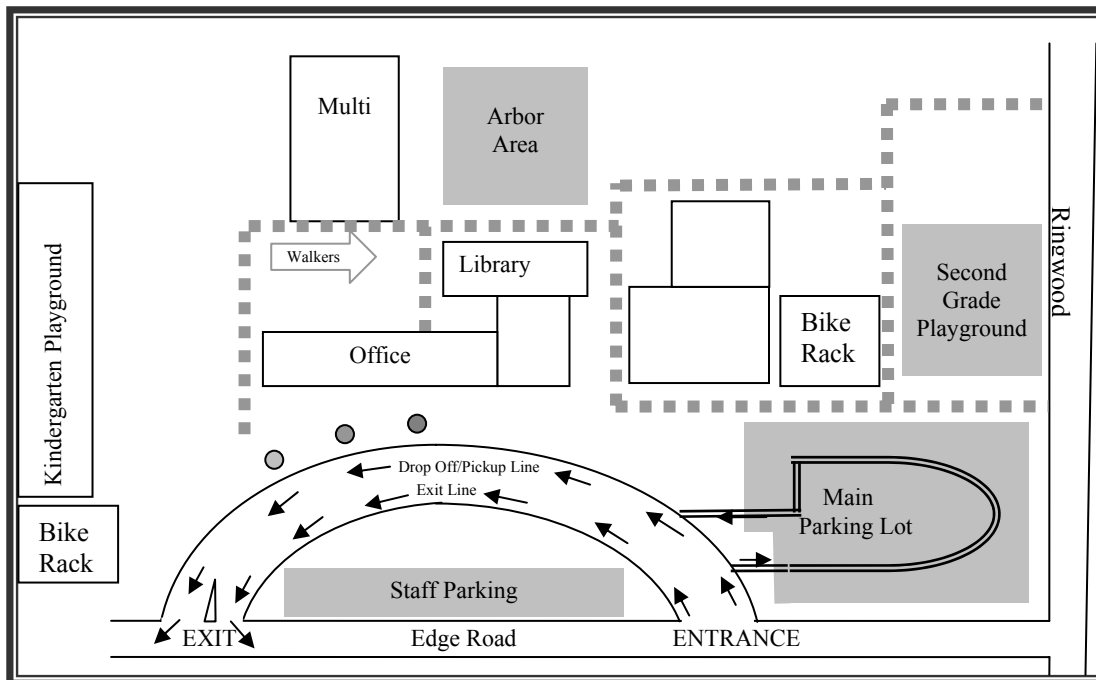 Multi
Arbor
Area
Ringwood
Kindergarten Playground
Walkers
Library
Second
Grade
Playground
Office
Bike
Rack
Drop Off/Pickup Line
Exit Line
Main
Parking Lot
Bike
Rack
Staff Parking
EXIT
Edge Road
ENTRANCE